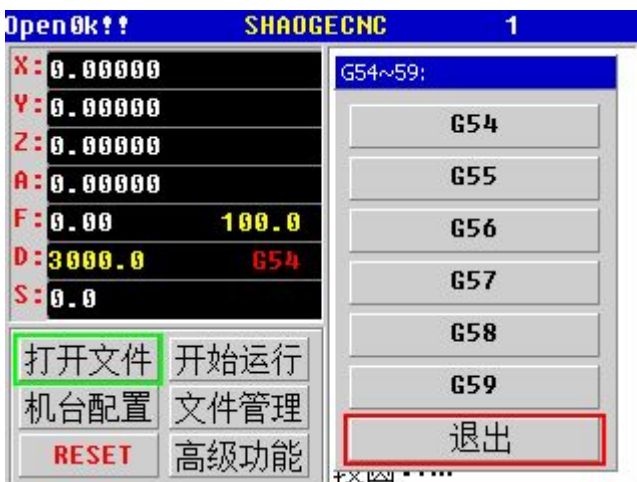 Open Ok!! SHAOGECNC 1
X: 0.00000
Y: 0.00000
Z: 0.00000
A: 0.00000
F: 0.00 100.0
D: 3000.0 G54
S: 0.0
打开文件 开始运行
机台配置 文件管理
RESET 高级功能
G54~59:
G54
G55
G56
G57
G58
G59
退出